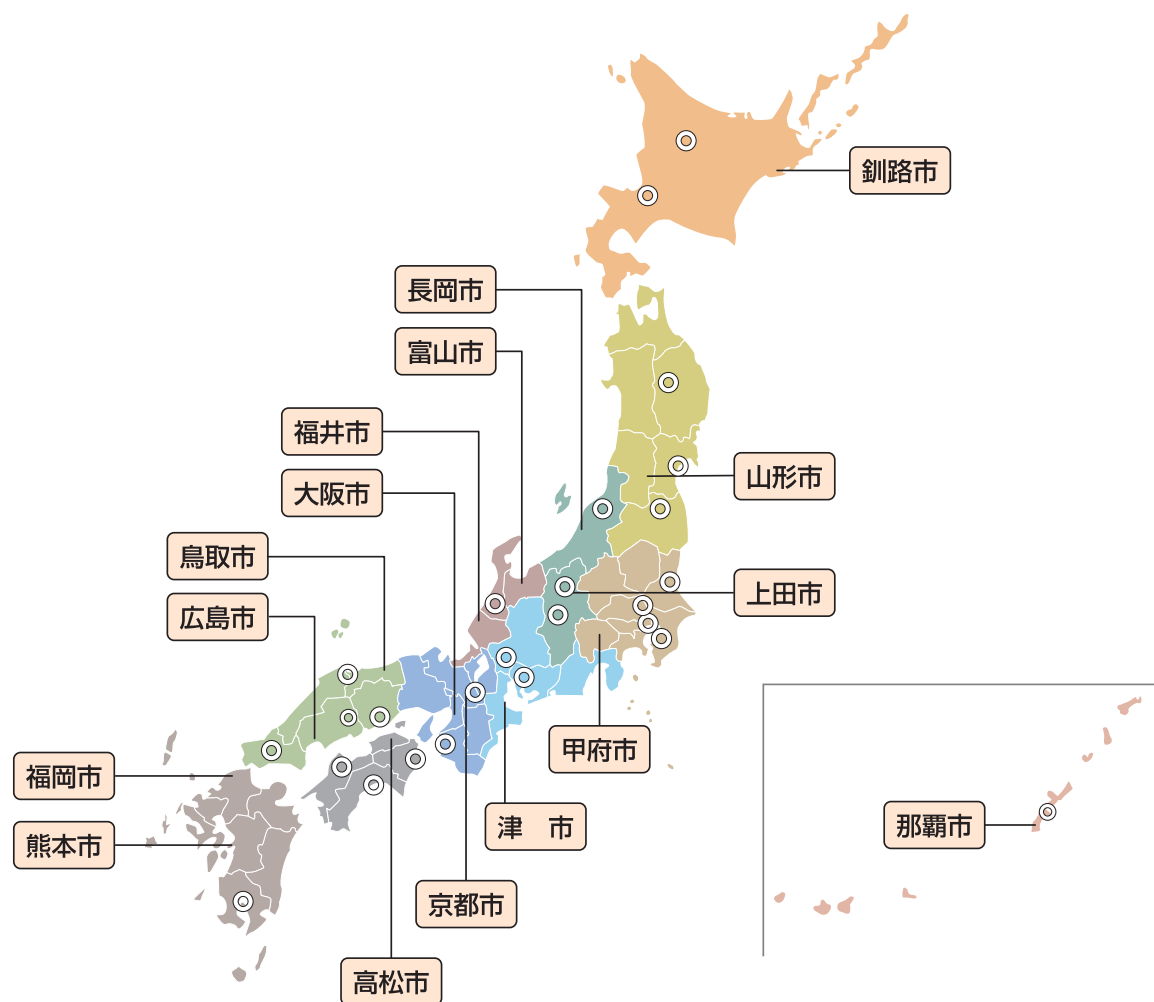 釧路市
長岡市
富山市
福井市
大阪市
山形市
鳥取市
上田市
広島市
甲府市
福岡市
津　市
那覇市
熊本市
京都市
高松市